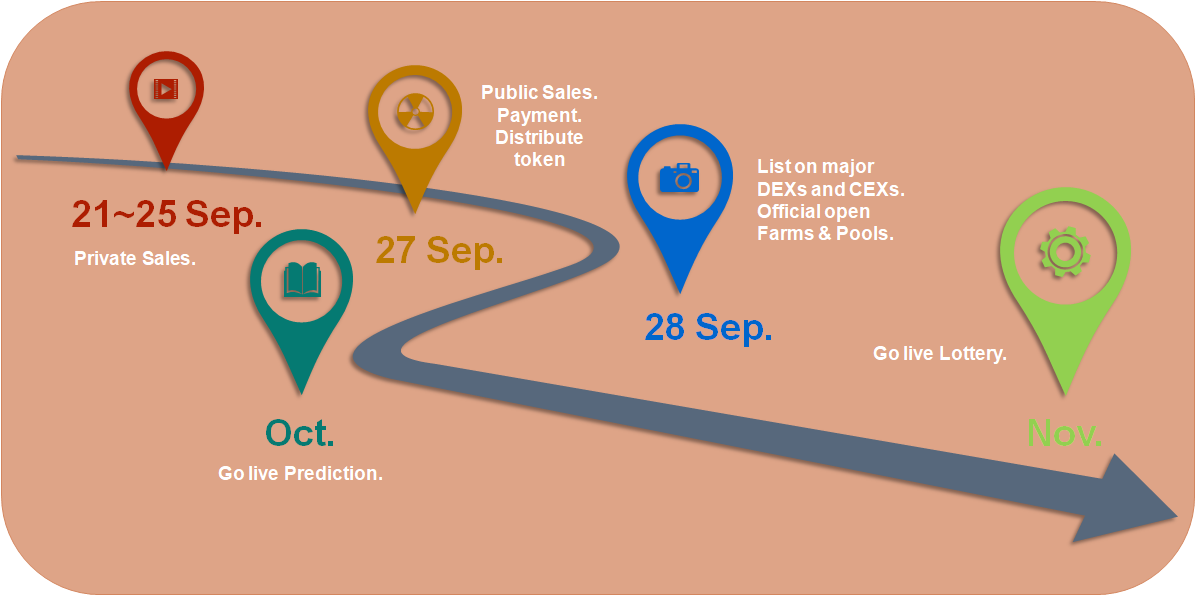 21~25 Sep.
Private Sales.
Public Sales.
Payment.
Distribute
token
27 Sep.
List on major
DEXs and CEXs.
Official open
Farms & Pools.
28 Sep.
Oct.
Go live Prediction.
Go live Lottery.
Nov.